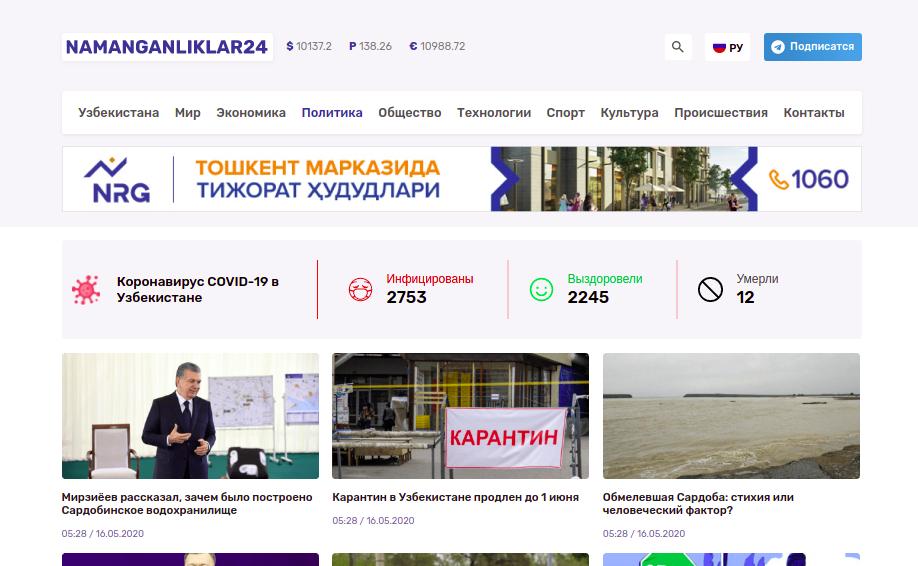 NAMANGANLIKLAR24
$ 10137.2 P 138.26 € 10988.72
РУ
Подписатся
Узбекистана Мир Экономика Политика Общество Технологии Спорт Культура Происшествия Контакты
NRG
ТОШКЕНТ МАРКАЗИДА
ТИЖОРАТ ҲУДУДЛАРИ
1060
Коронавирус COVID-19 в
Узбекистане
Инфицированы
2753
Выздоровели
2245
Умерли
12
КАРАНТИН
Мирзиёев рассказал, зачем было построено
Сардобинское водохранилище
05:28 / 16.05.2020
Карантин в Узбекистане продлен до 1 июня
05:28 / 16.05.2020
Обмелевшая Сардоба: стихия или
человеческий фактор?
05:28 / 16.05.2020